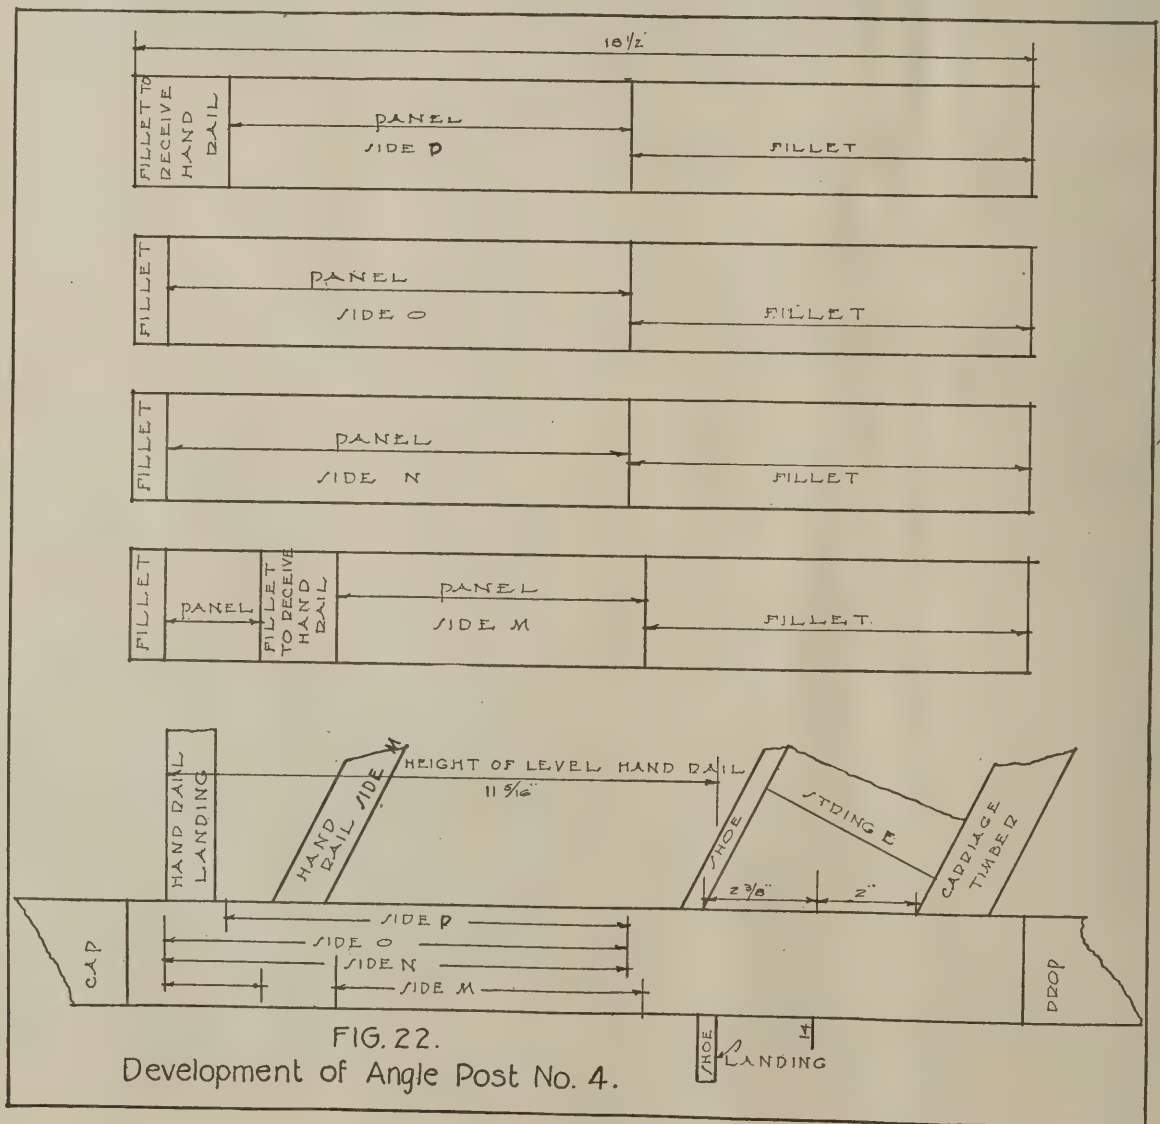 18 1/2"
FILLET TO
RECEIVE
HAND
RAIL
PANEL
SIDE P
FILLET
FILLET
PANEL
SIDE O
FILLET
FILLET
PANEL
SIDE N
FILLET
FILLET
PANEL
FILLET
TO RECEIVE
HAND
RAIL
PANEL
SIDE M
FILLET
HAND RAIL
LANDING
HAND
RAIL SIDE M
HEIGHT OF LEVEL HAND RAIL
11 5/16"
SHOE
STRING E
CARRIAGE
TIMBER
2 3/8"
2"
CAP
SIDE P
SIDE O
SIDE N
SIDE M
DROP
SHOE
LANDING
14
FIG. 22.
Development of Angle Post No. 4.